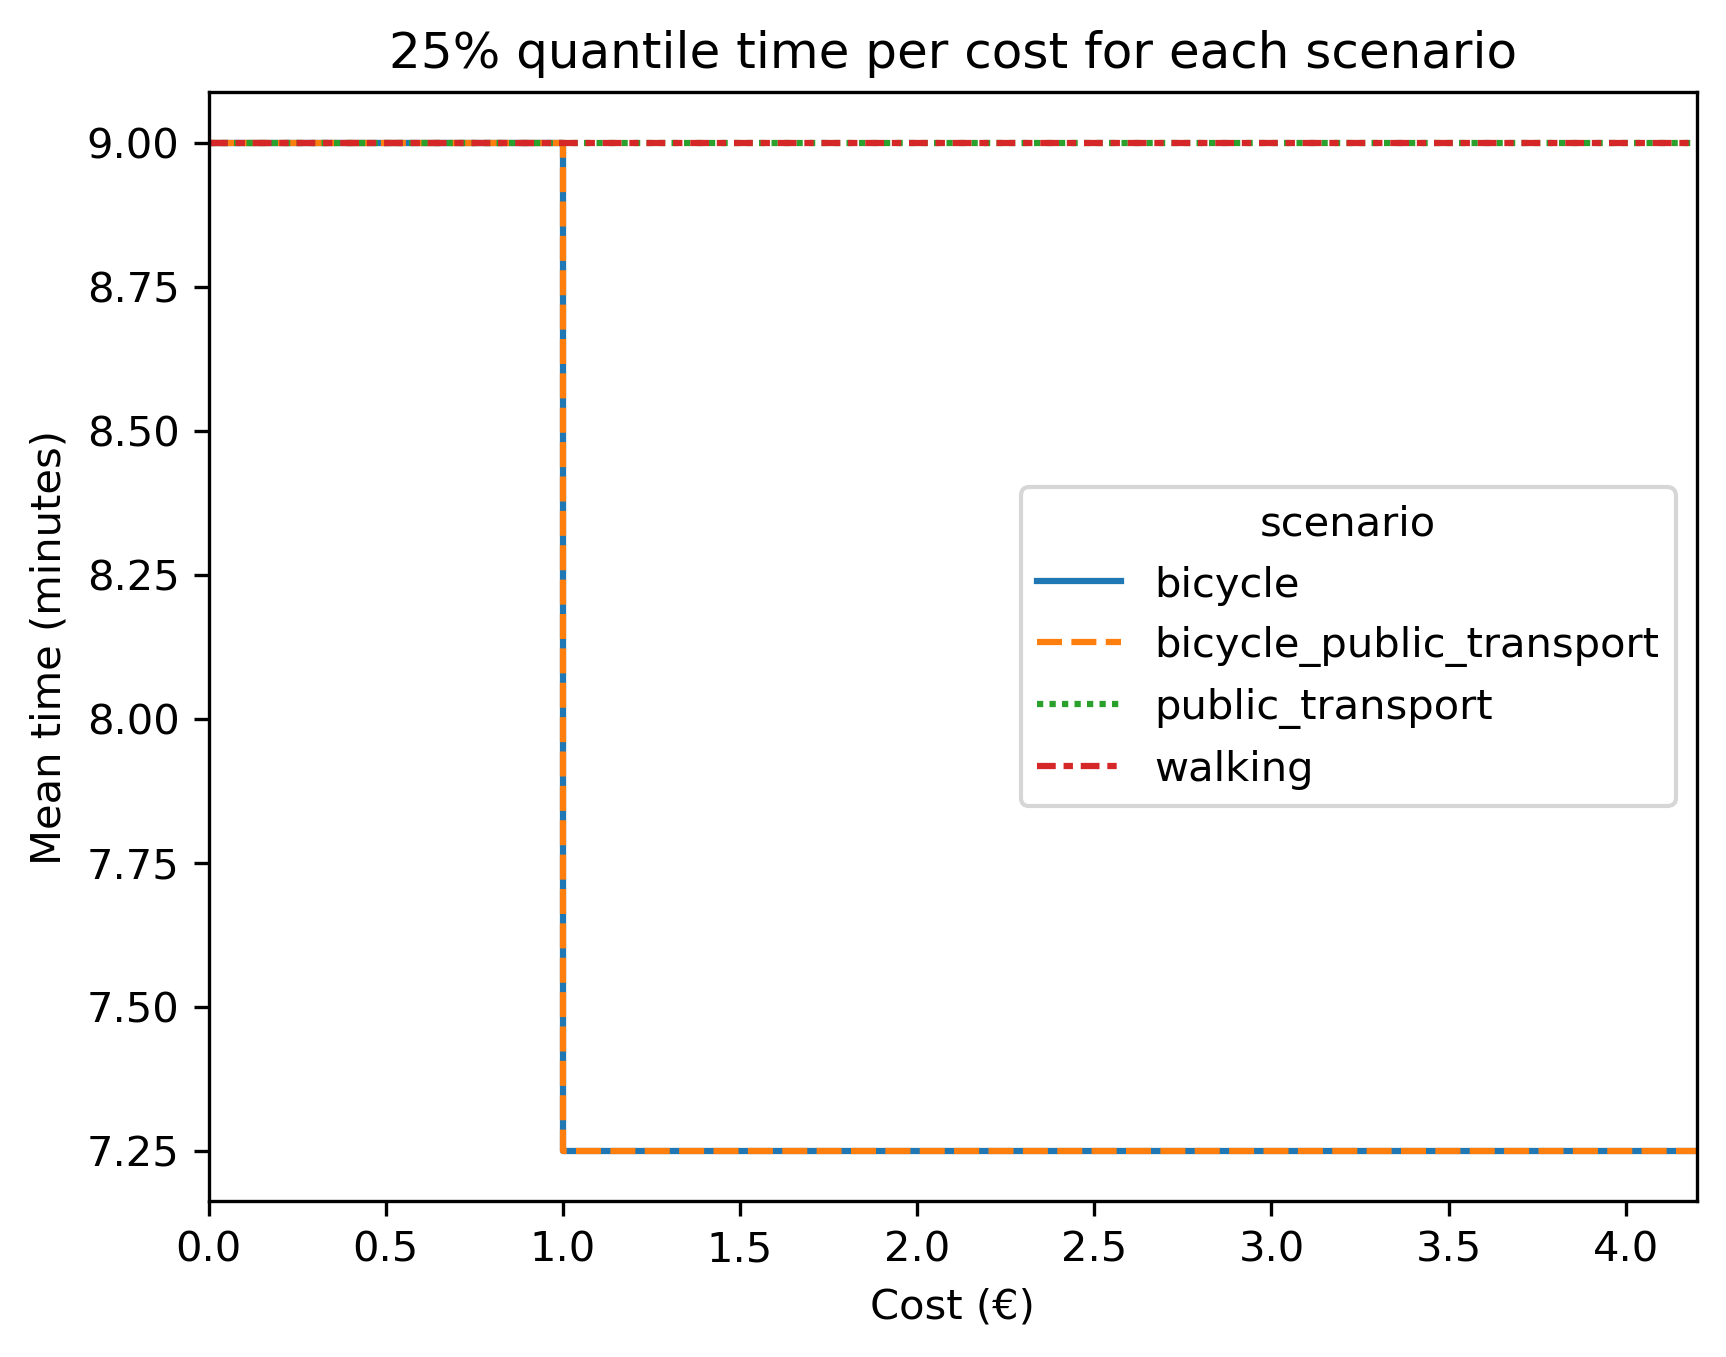 25% quantile time per cost for each scenario
Mean time (minutes)
9.00
8.75
8.50
8.25
8.00
7.75
7.50
7.25
scenario
bicycle
bicycle_public_transport
public_transport
walking
0.0 0.5 1.0 1.5 2.0 2.5 3.0 3.5 4.0
Cost (€)